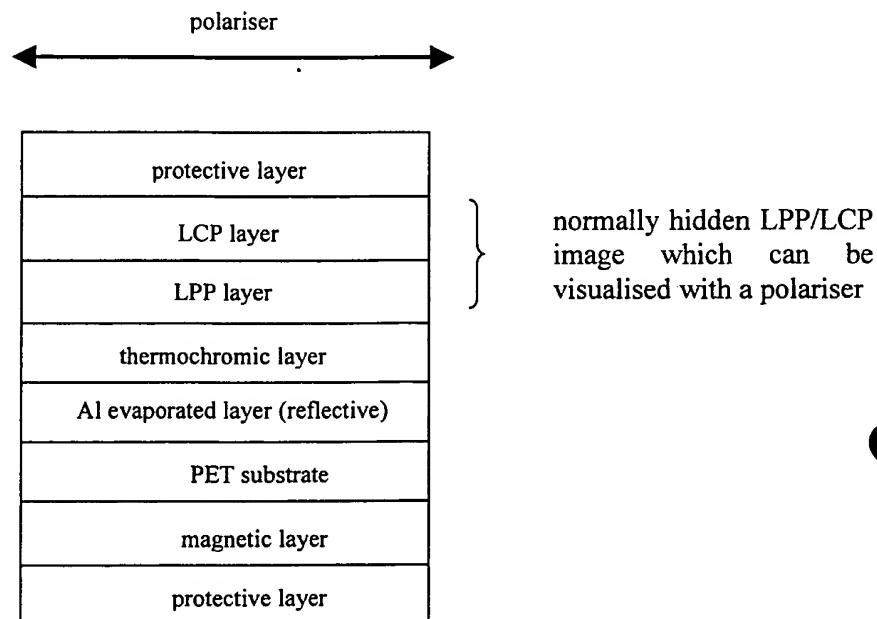 polariser
protective layer
LCP layer
LPP layer
normally hidden LPP/LCP
image which can be
visualised with a polariser
thermochromic layer
Al evaporated layer (reflective)
PET substrate
magnetic layer
protective layer